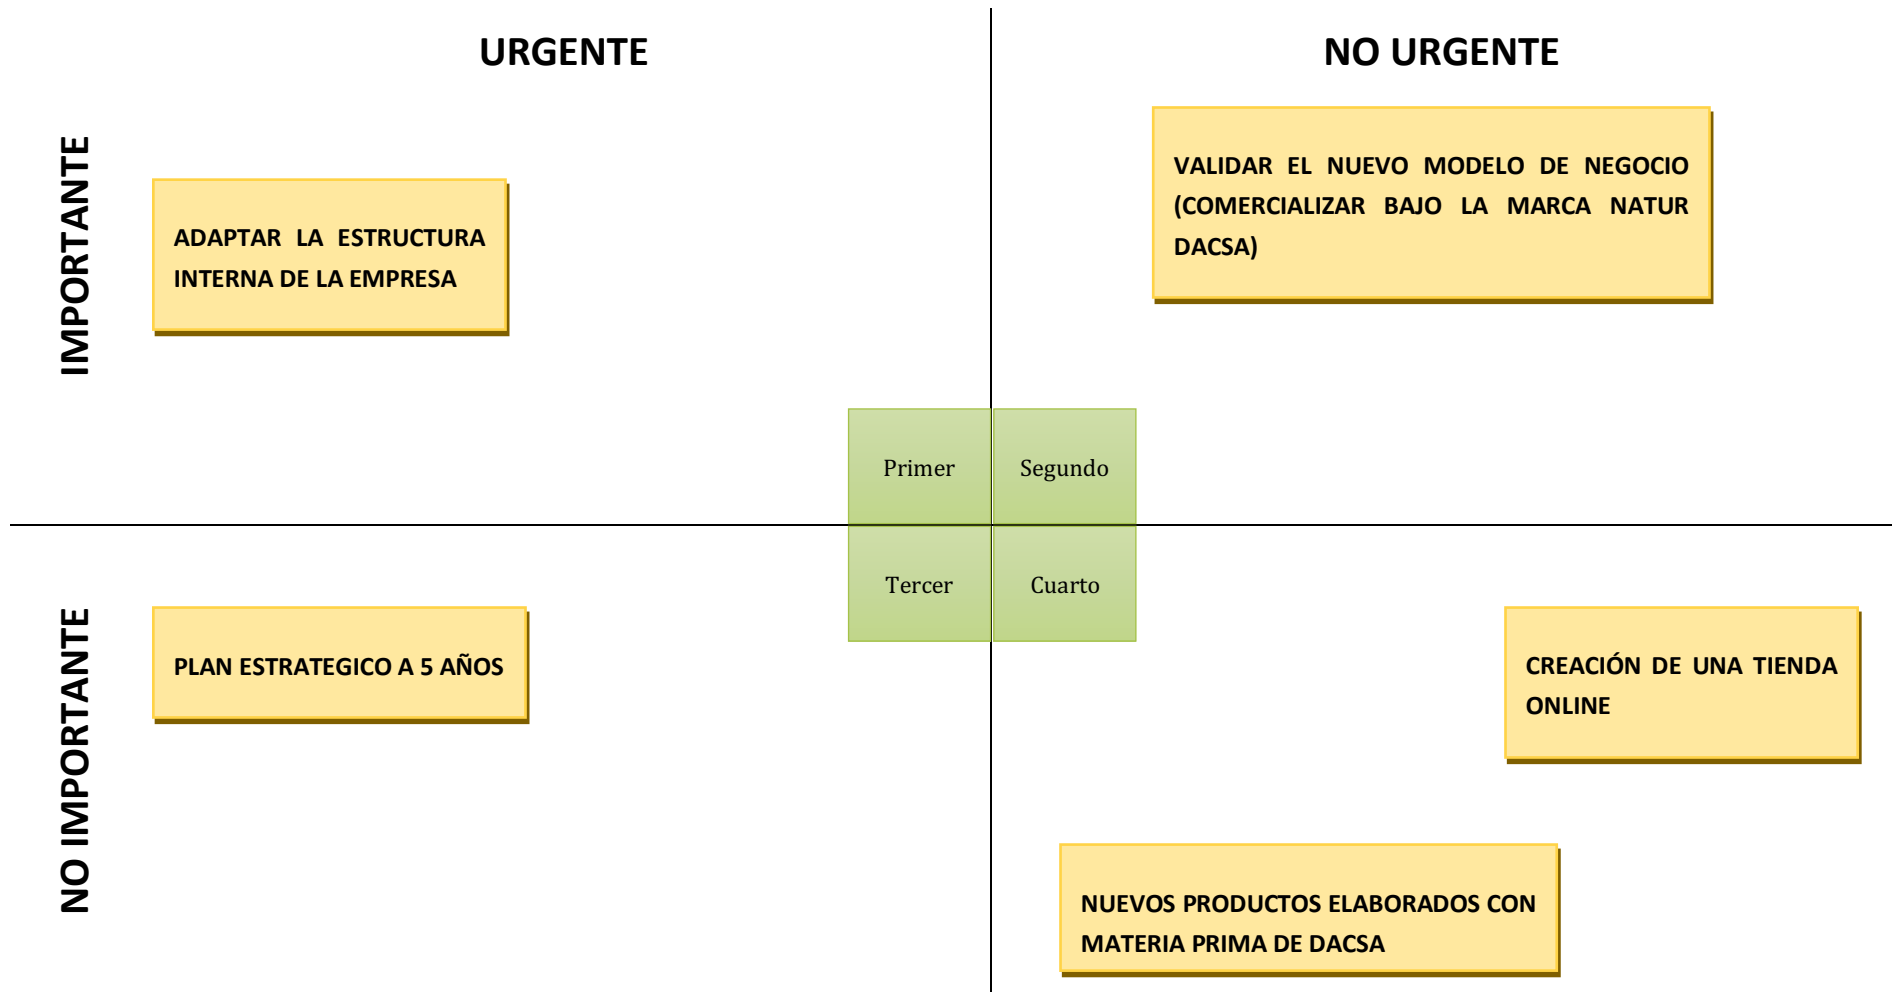 URGENTE
NO URGENTE
IMPORTANTE
ADAPTAR LA ESTRUCTURA
INTERNA DE LA EMPRESA
VALIDAR EL NUEVO MODELO DE NEGOCIO
(COMERCIALIZAR BAJO LA MARCA NATUR
DACSA)
Primer
Segundo
Tercer
Cuarto
NO IMPORTANTE
PLAN ESTRATEGICO A 5 AÑOS
CREACIÓN DE UNA TIENDA
ONLINE
NUEVOS PRODUCTOS ELABORADOS CON
MATERIA PRIMA DE DACSA